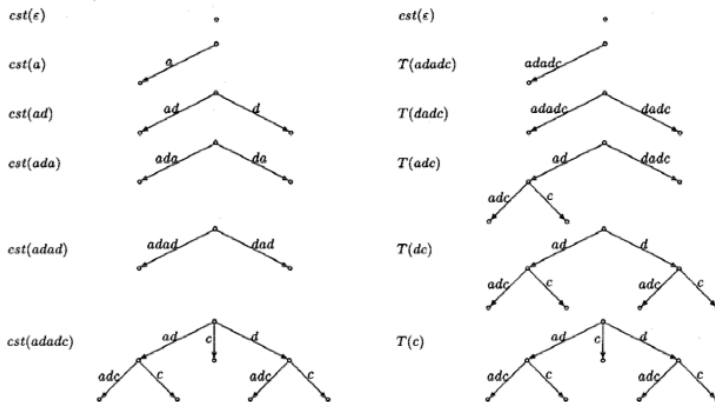 cst(ε)
cst(a)
a
cst(ad)
ad d
cst(ada)
ada da
cst(adad)
adad dad
cst(adadc)
ad c d
adc c adc c
cst(ε)
T(adadc)
adadc
T(dadc)
adadc dadc
T(adc)
ad dadc
adc c
T(dc)
ad d
adc c adc c
T(c)
ad c d
adc c adc c